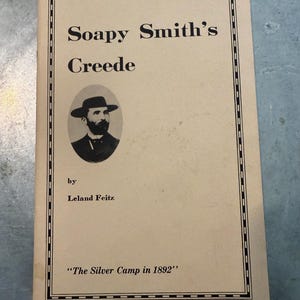 Soapy Smith's
Creede
by
Leland Feitz
"The Silver Camp in 1892"